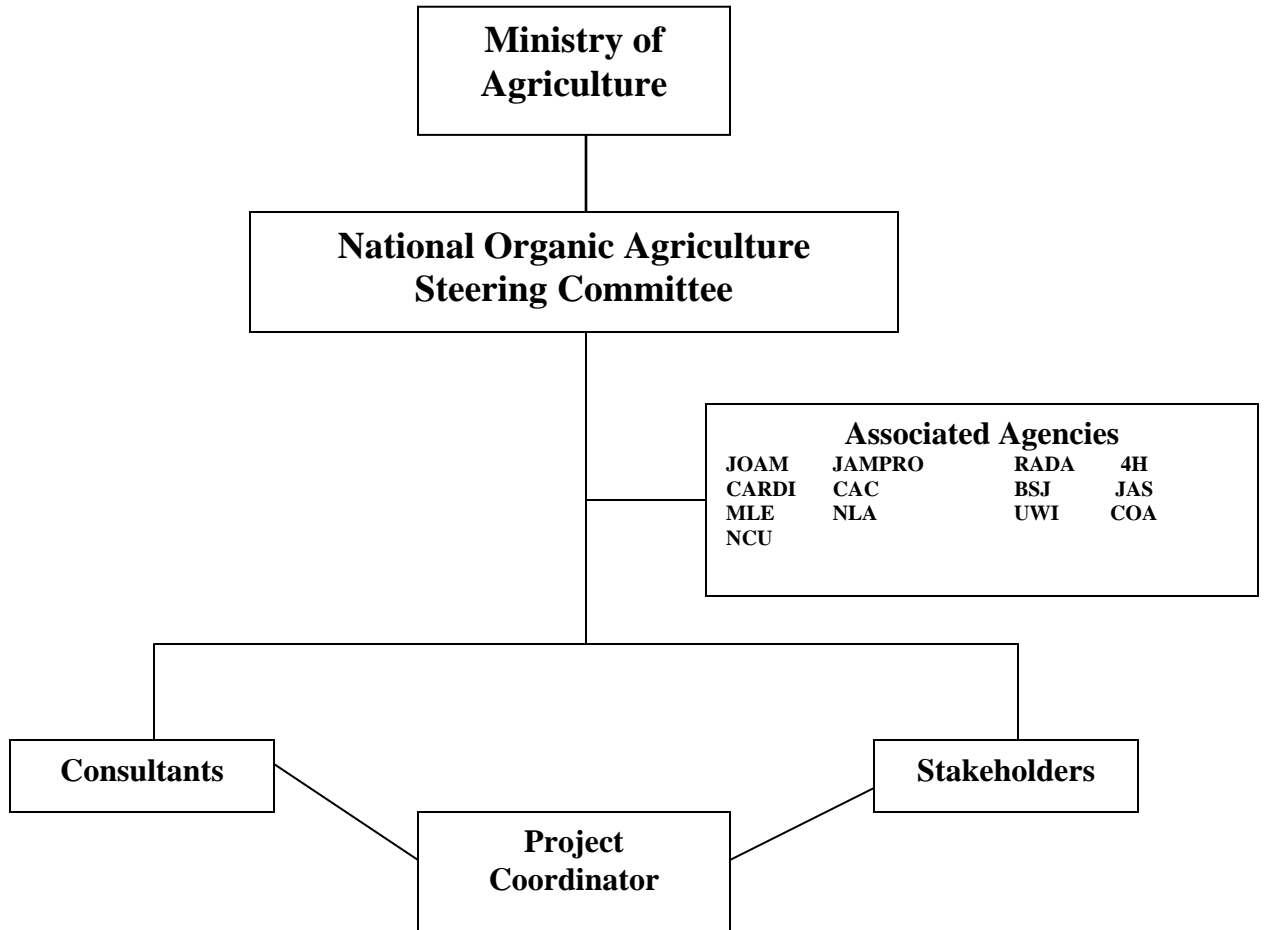 Ministry of
Agriculture
National Organic Agriculture
Steering Committee
Associated Agencies
JOAM JAMPRO RADA 4H
CARDI CAC BSJ JAS
MLE NLA UWI COA
NCU
Consultants
Stakeholders
Project
Coordinator